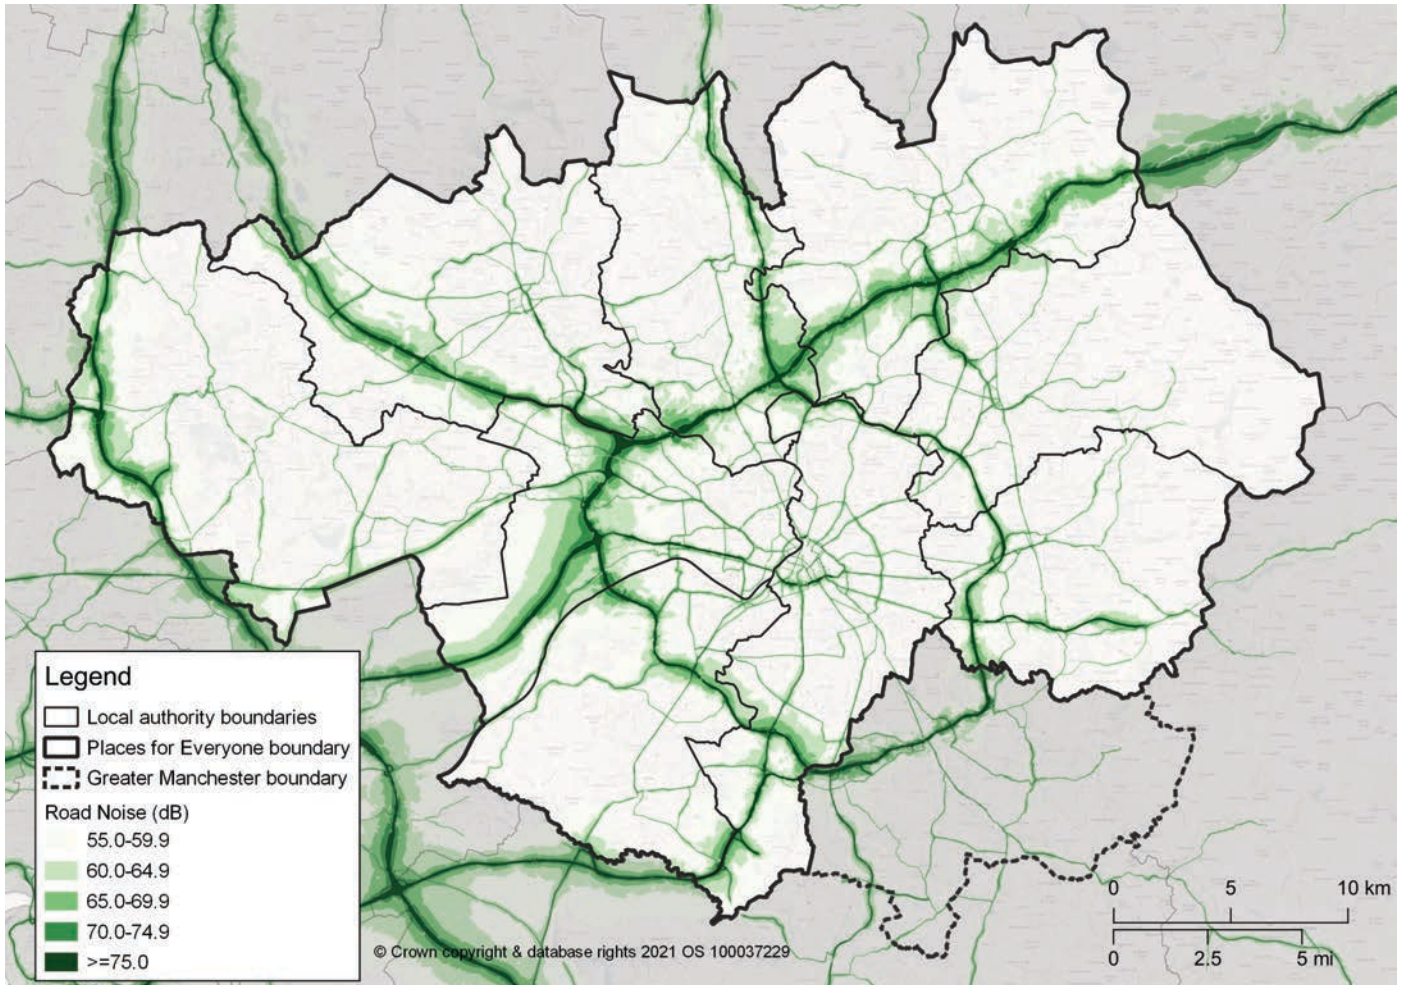 Legend
Local authority boundaries
Places for Everyone boundary
Greater Manchester boundary
Road Noise (dB)
55.0-59.9
60.0-64.9
65.0-69.9
70.0-74.9
>=75.0
© Crown copyright & database rights 2021 OS 100037229
0 5 10 km
0 2.5 5 mi